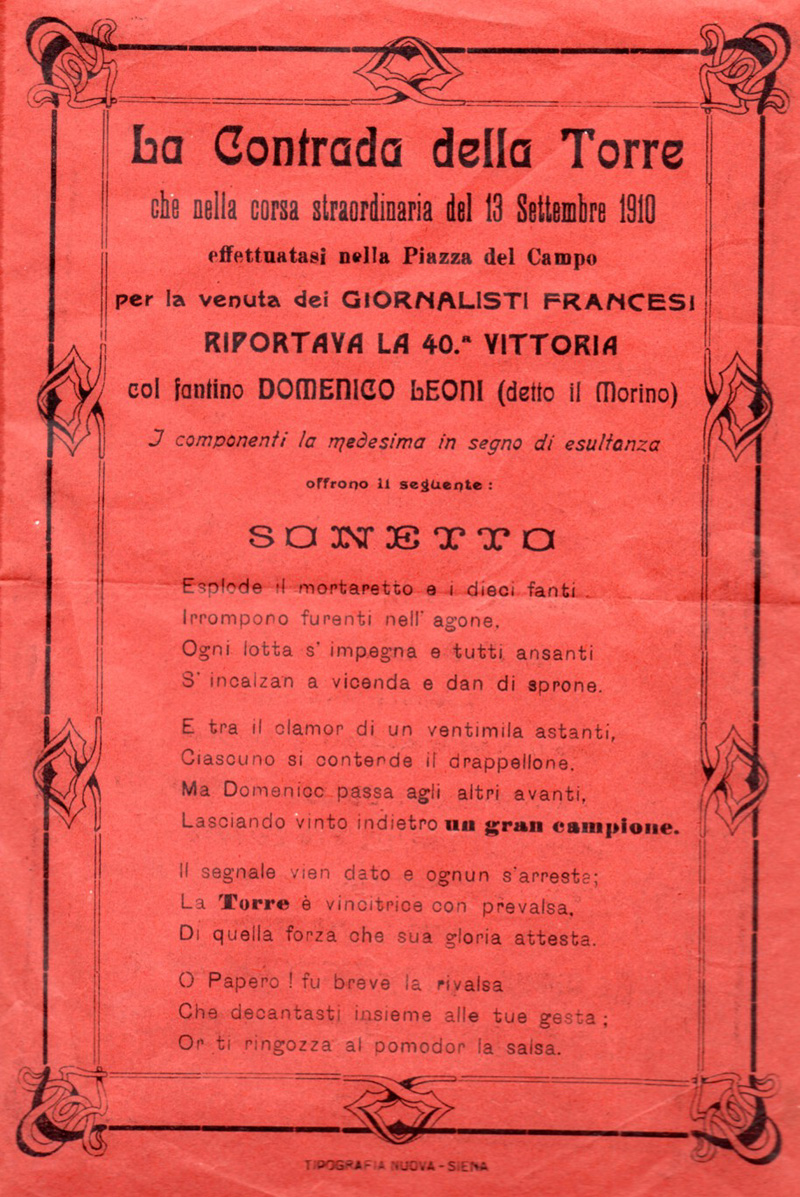 La Contrada della Torre
che nella corsa straordinaria del 13 Settembre 1910
effettuatasi nella Piazza del Campo
per la venuta dei GIORNALISTI FRANCESI
RIPORTAVA LA 40.ª VITTORIA
col fantino DOMENICO LEONI (detto il Morino)
I componenti la medesima in segno di esultanza
offrono il seguente :
SONETTO
Esplode il mortaretto e i dieci fanti
Irrompono furenti nell' agone,
Ogni lotta s' impegna e tutti ansanti
S' incalzan a vicenda e dan di sprone.
E tra il clamor di un ventimila astanti,
Ciascuno si contende il drappellone.
Ma Domenico passa agli altri avanti,
Lasciando vinto indietro un gran campione.
Il segnale vien dato e ognun s'arresta;
La Torre è vincitrice con prevalsa,
Di quella forza che sua gloria attesta.
O Papero ! fu breve la rivalsa
Che decantasti insieme alle tue gesta ;
Or ti ringozza al pomodor la salsa.
TIPOGRAFIA NUOVA - SIENA